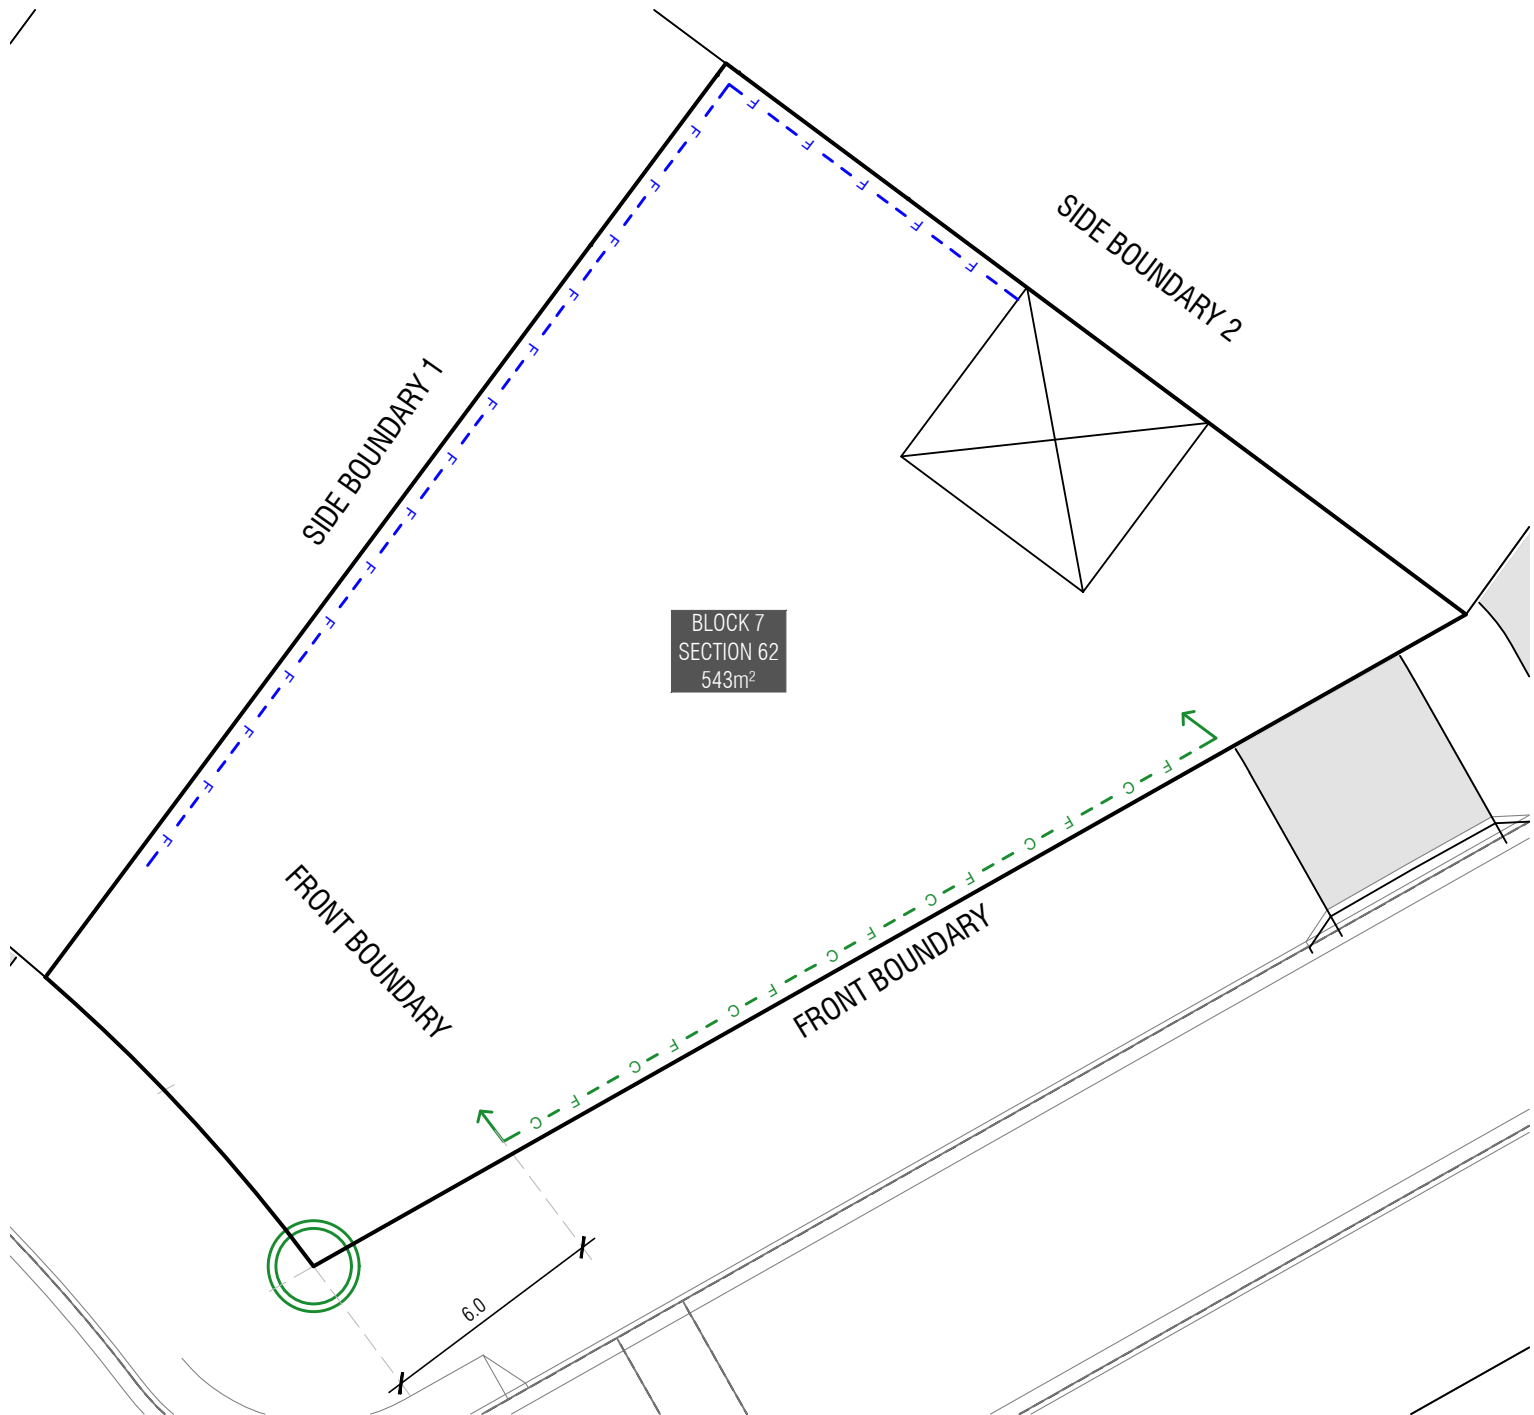 SIDE BOUNDARY 2
SIDE BOUNDARY 1
BLOCK 7
SECTION 62
543m²
FRONT BOUNDARY
FRONT BOUNDARY
6.0
F F F F F
F F F F F F F F F F F F F F
C F C F C F C F C F C F C F